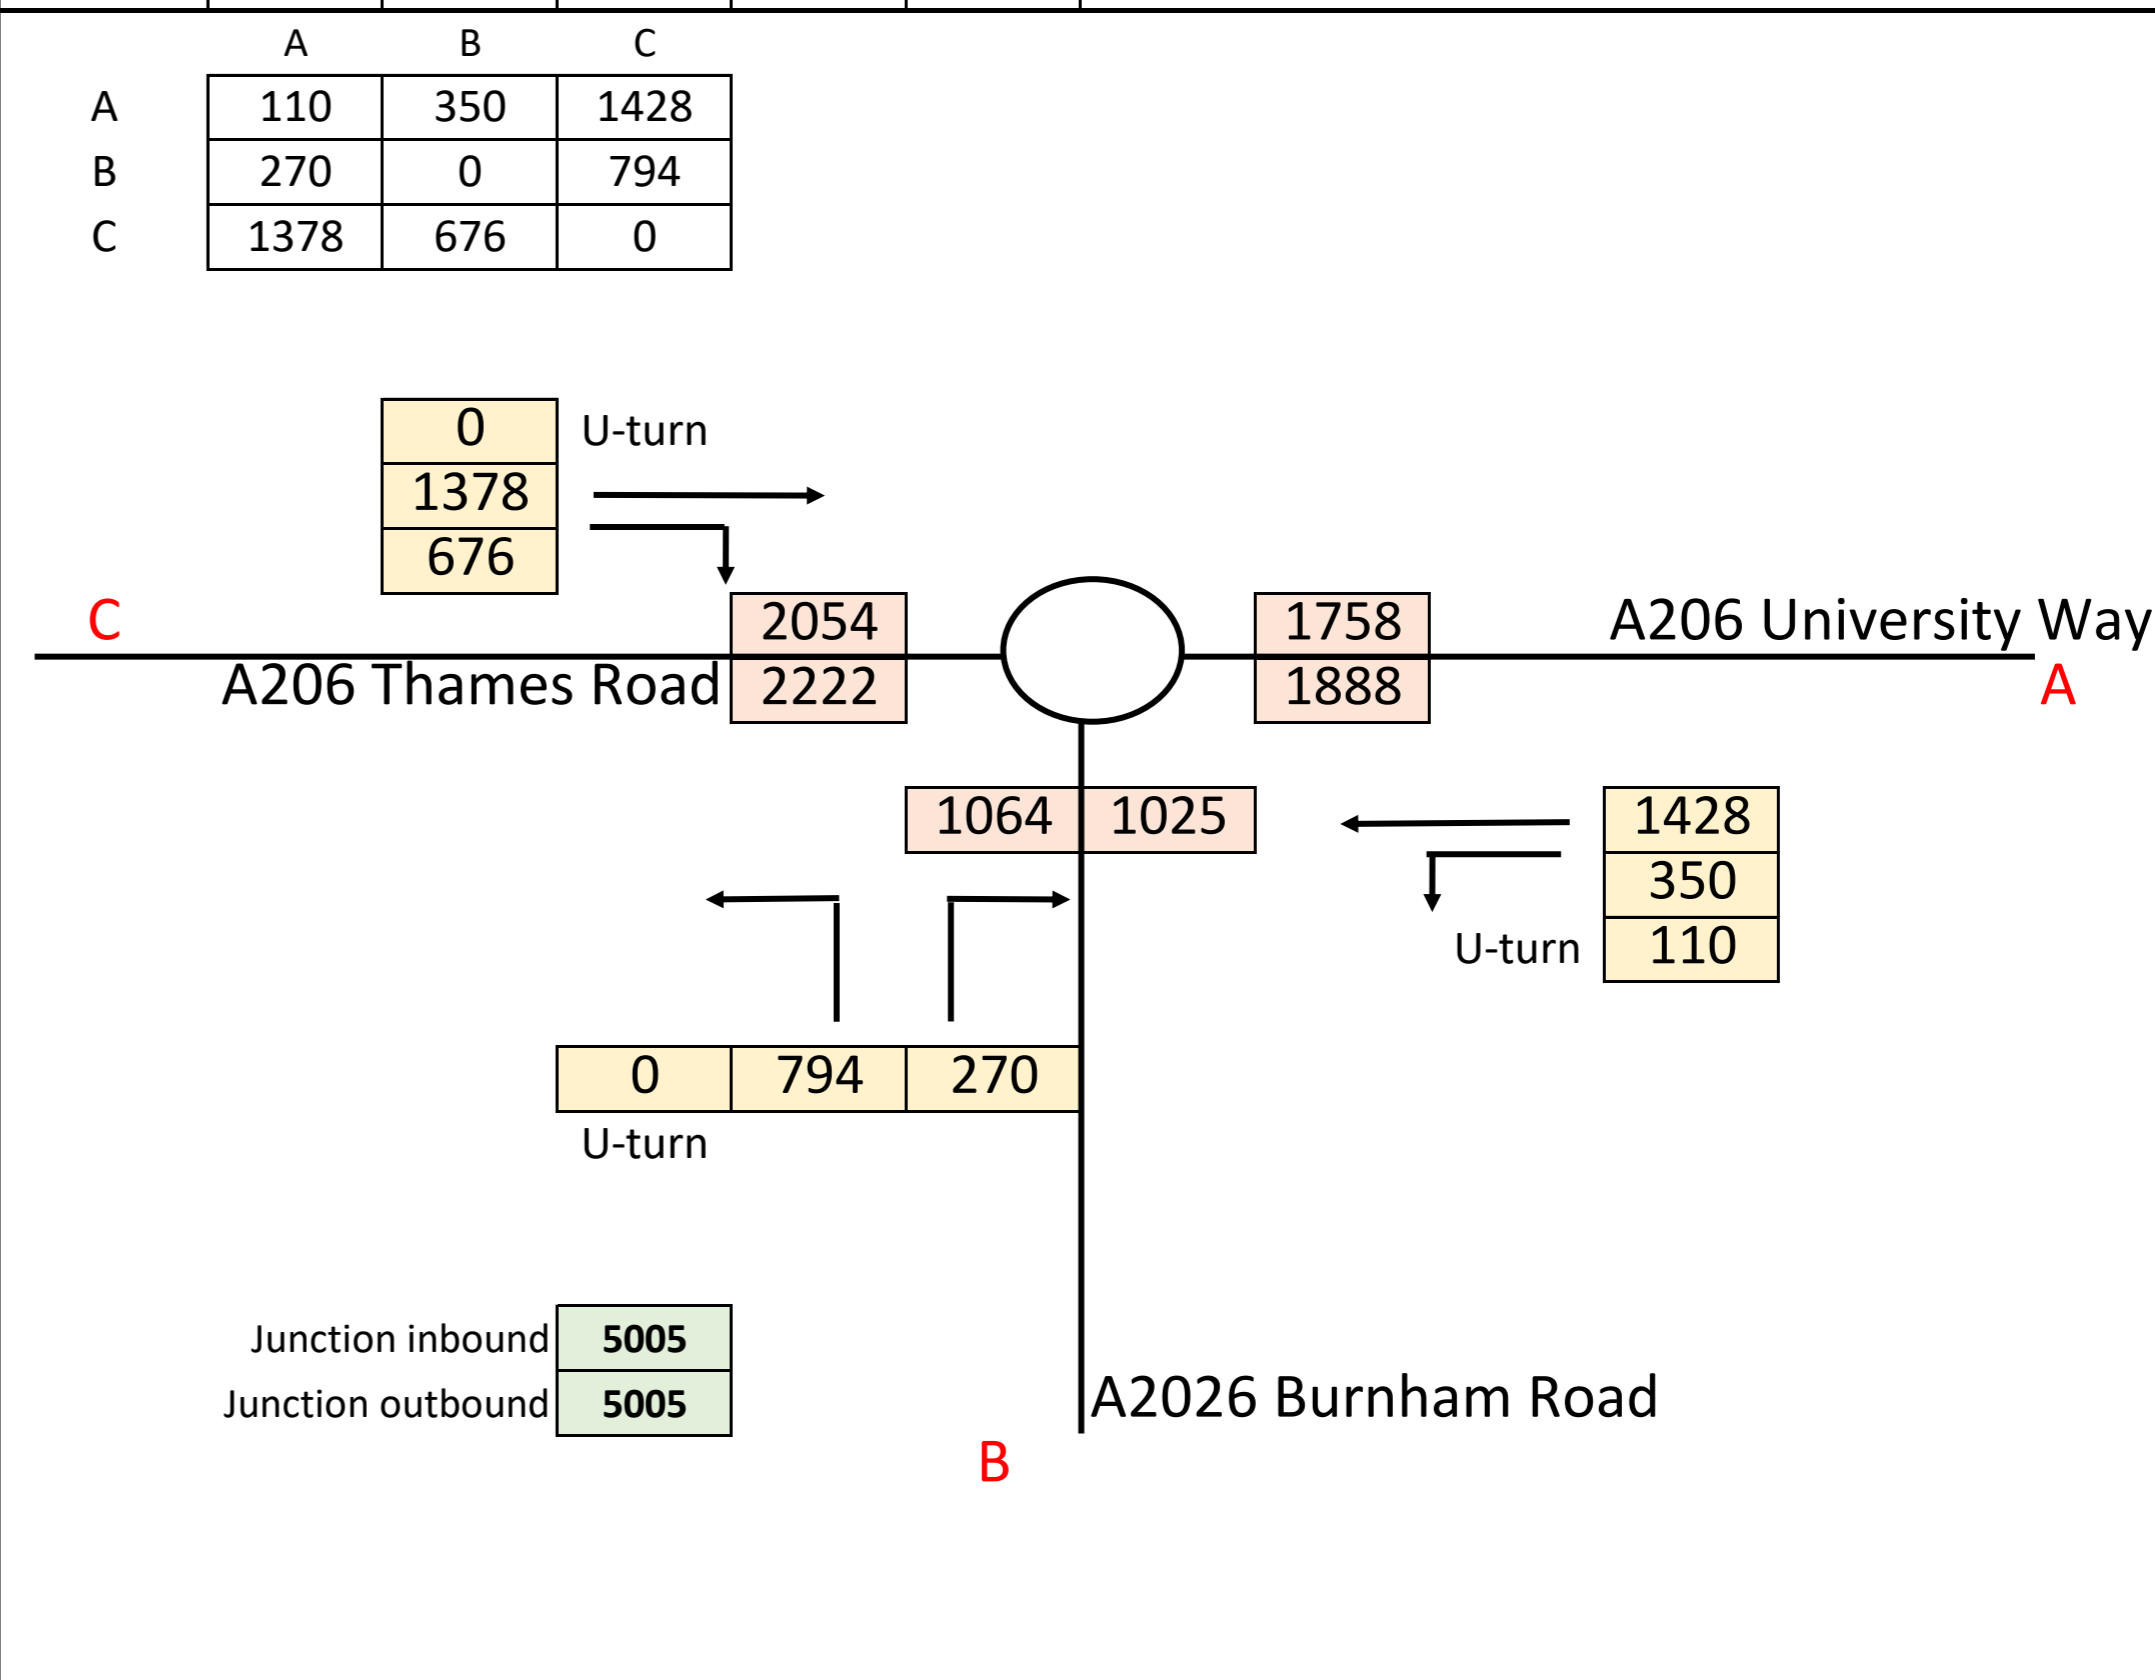 A B C
A 110 350 1428
B 270 0 794
C 1378 676 0
0 U-turn
1378
676
C 2054 1758 A206 University Way
A206 Thames Road 2222 1888 A
1064 1025 1428
350
U-turn 110
0 794 270
U-turn
Junction inbound 5005
Junction outbound 5005 A2026 Burnham Road
B